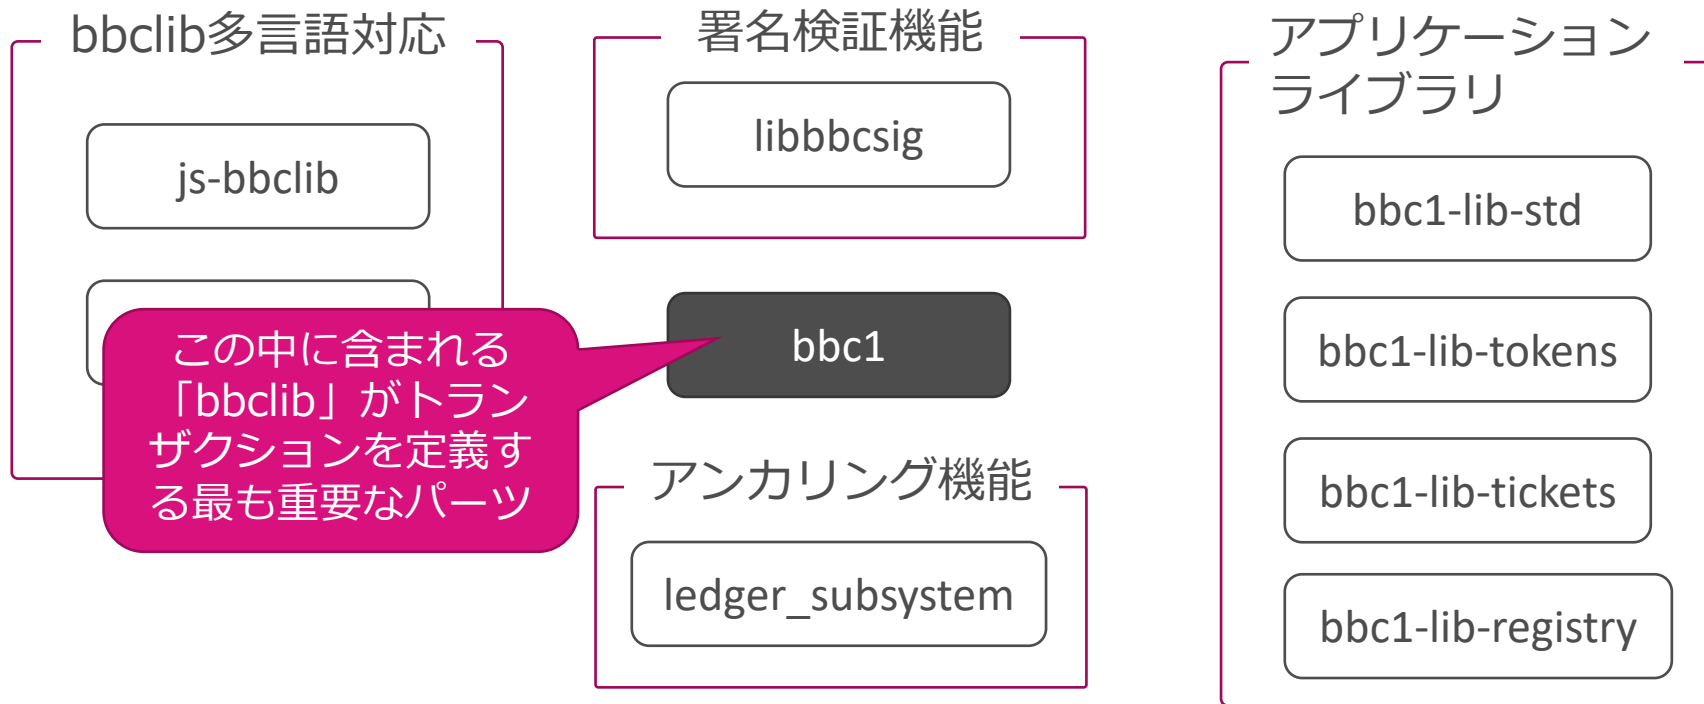 bbclib多言語対応
js-bbclib
この中に含まれる
「bbclib」がトラン
ザクションを定義す
る最も重要なパーツ
署名検証機能
libbbcsig
bbc1
アンカリング機能
ledger_subsystem
アプリケーション
ライブラリ
bbc1-lib-std
bbc1-lib-tokens
bbc1-lib-tickets
bbc1-lib-registry